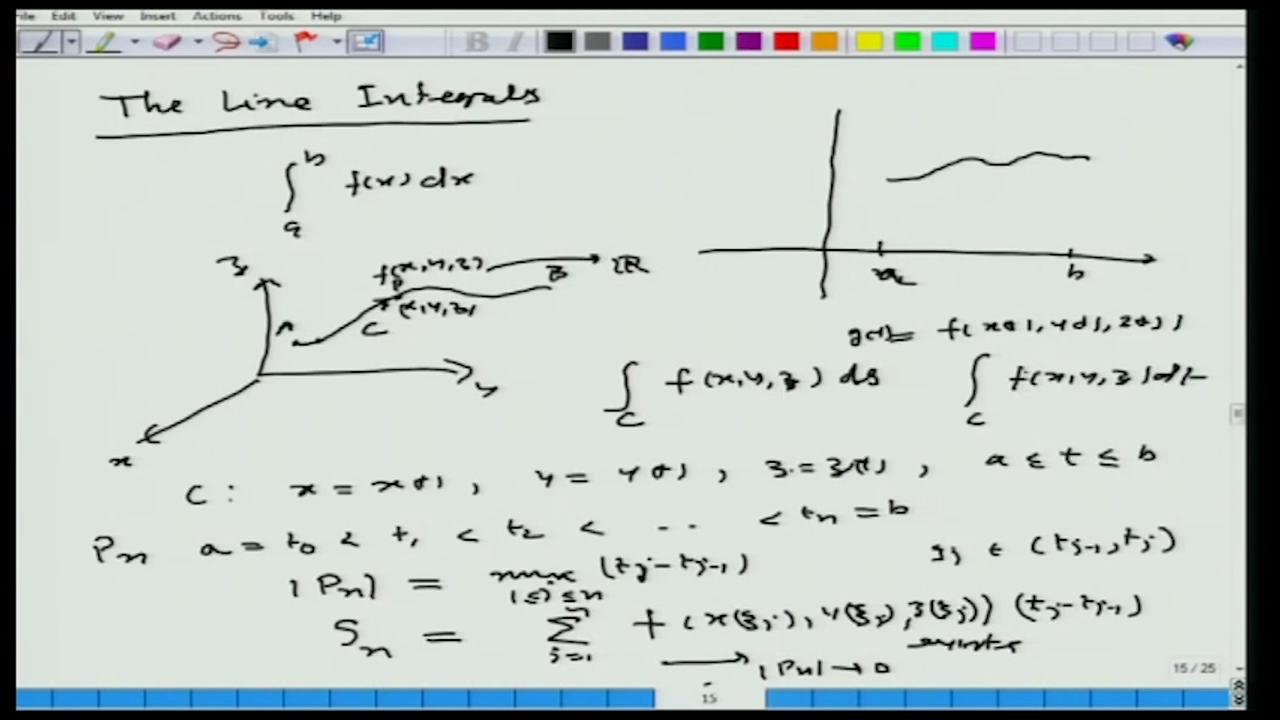 File Edit View Insert Actions Tools Help
The Line Integrals
∫_a^b f(x) dx
z
f(x,y,z) → ℝ
P
(x,y,z)
A
B
C
y
x
a
b
g(t) = f(x(t), y(t), z(t))
∫_C f(x,y,z) ds
∫_C f(x,y,z) dt
C : x = x(t), y = y(t), z = z(t), a ≤ t ≤ b
P_n a = t_0 < t_1 < t_2 < .. < t_n = b
ξ_j ∈ (t_{j-1}, t_j)
|P_n| = max_{1≤j≤n} (t_j - t_{j-1})
S_n = Σ_{j=1}^n f(x(ξ_j), y(ξ_j), z(ξ_j)) (t_j - t_{j-1})
→ |P_n| → 0 exists
15 / 25
15